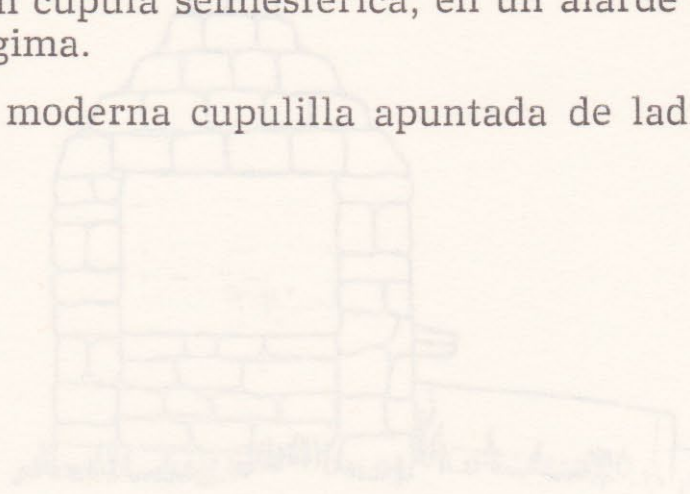 cúpula semiesférica, en un alarde
gima.
moderna cupulilla apuntada de lad